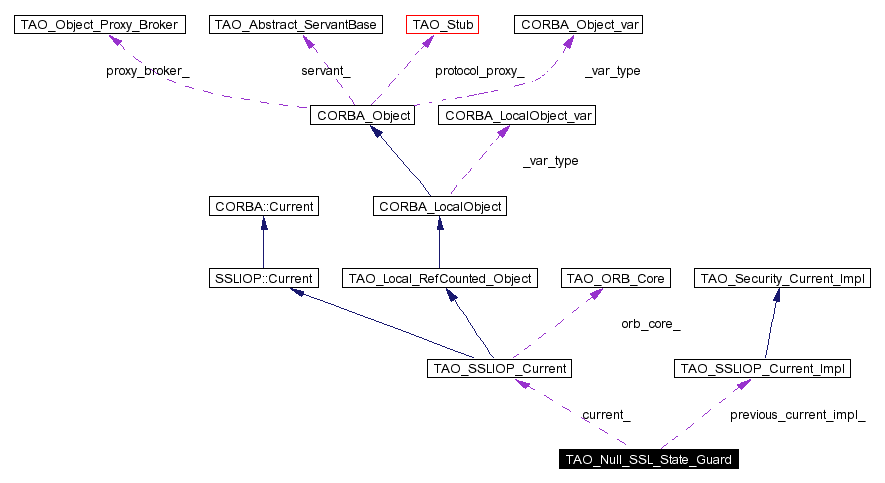 TAO_Object_Proxy_Broker
TAO_Abstract_ServantBase
TAO_Stub
CORBA_Object_var
proxy_broker_
servant_
protocol_proxy_
_var_type
CORBA_Object
CORBA_LocalObject_var
_var_type
CORBA::Current
CORBA_LocalObject
SSLIOP::Current
TAO_Local_RefCounted_Object
TAO_ORB_Core
TAO_Security_Current_Impl
orb_core_
TAO_SSLIOP_Current
TAO_SSLIOP_Current_Impl
current_
previous_current_impl_
TAO_Null_SSL_State_Guard